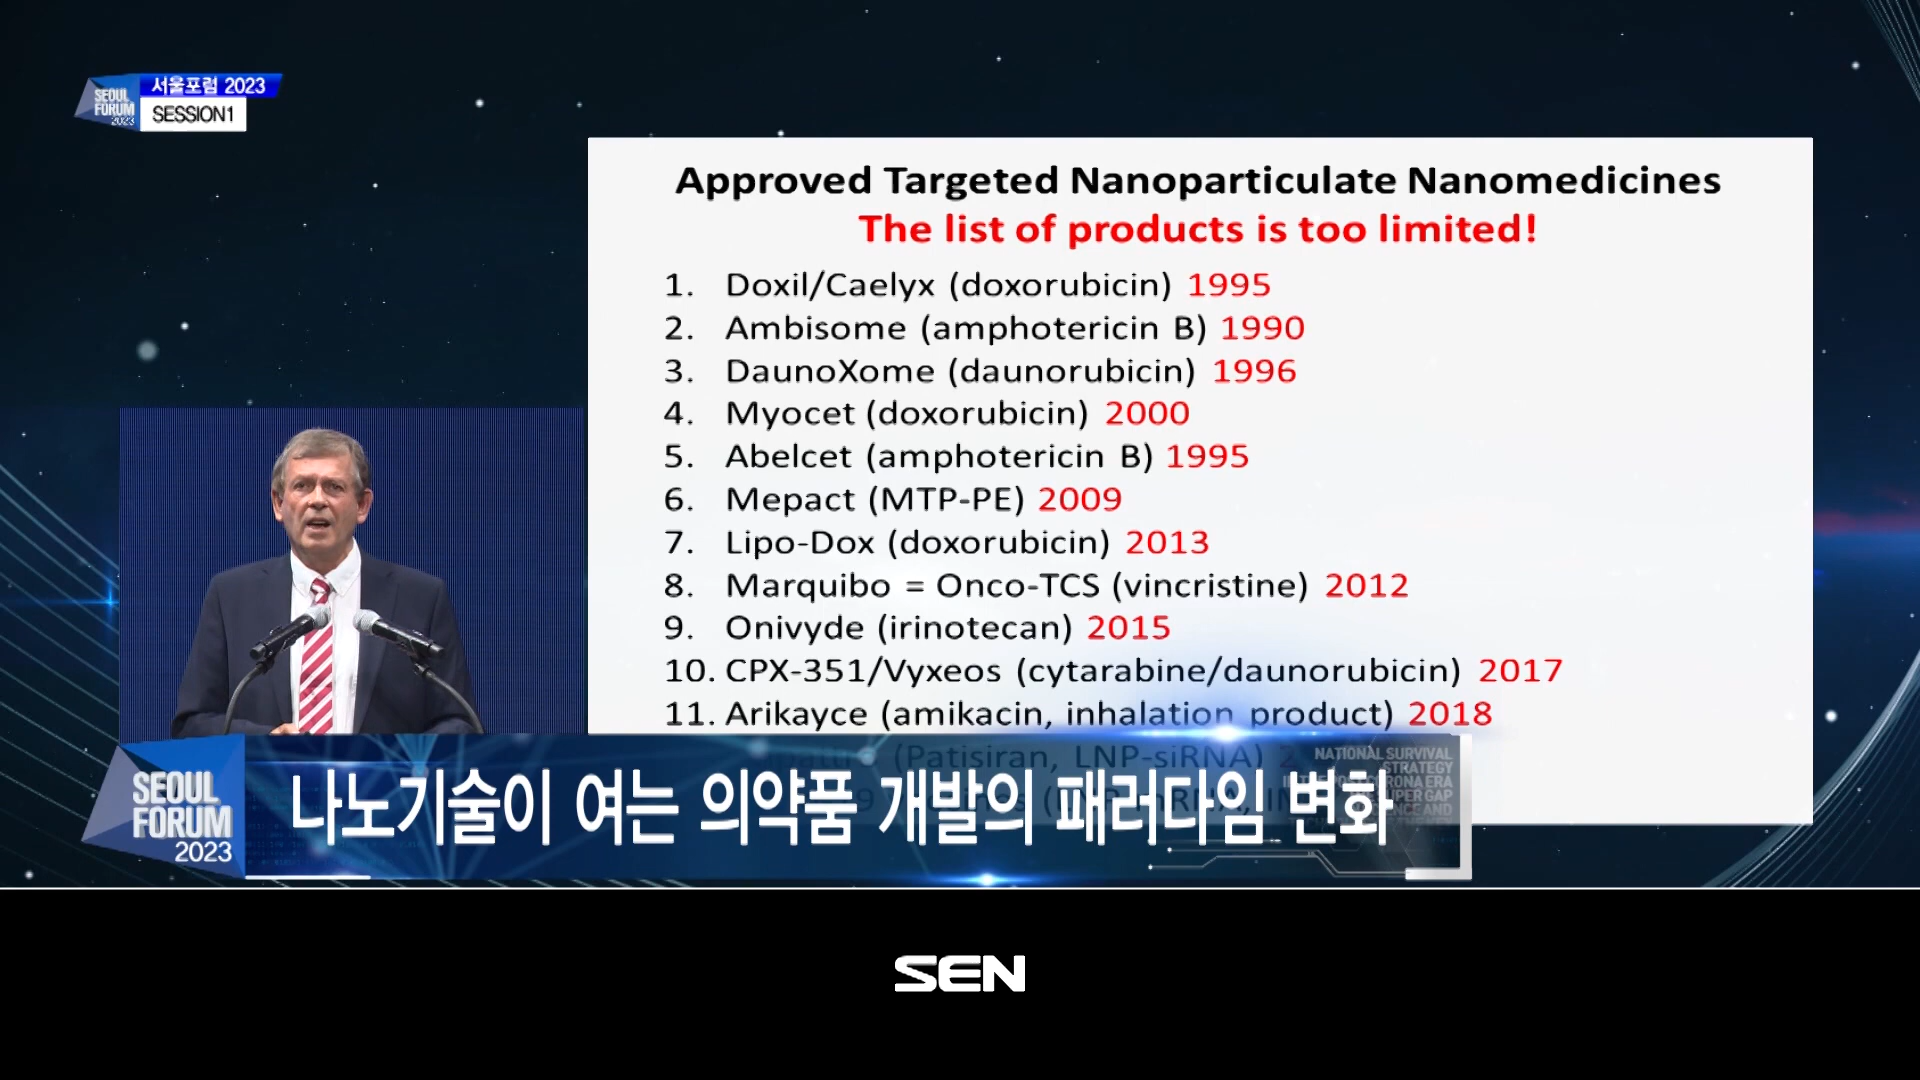 SEOUL
FORUM
2023
서울포럼 2023
SESSION1
Approved Targeted Nanoparticulate Nanomedicines
The list of products is too limited!
1. Doxil/Caelyx (doxorubicin) 1995
2. Ambisome (amphotericin B) 1990
3. DaunoXome (daunorubicin) 1996
4. Myocet (doxorubicin) 2000
5. Abelcet (amphotericin B) 1995
6. Mepact (MTP-PE) 2009
7. Lipo-Dox (doxorubicin) 2013
8. Marquibo = Onco-TCS (vincristine) 2012
9. Onivyde (irinotecan) 2015
10. CPX-351/Vyxeos (cytarabine/daunorubicin) 2017
11. Arikayce (amikacin, inhalation product) 2018
(Patisiran, LNP-siRNA)
NATIONAL SURVIVAL
STRATEGY
SEOUL
FORUM
2023
나노기술이 여는 의약품 개발의 패러다임 변화
SEN